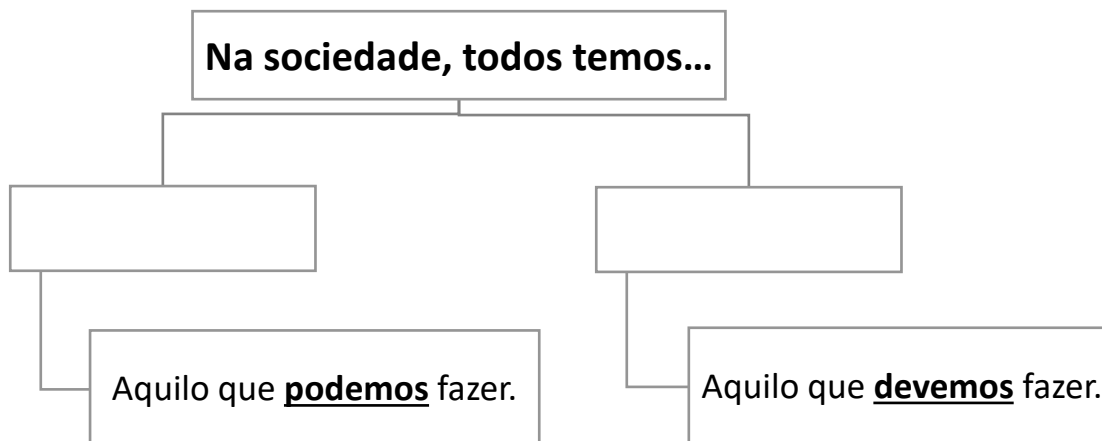 Na sociedade, todos temos…
Aquilo que podemos fazer.
Aquilo que devemos fazer.